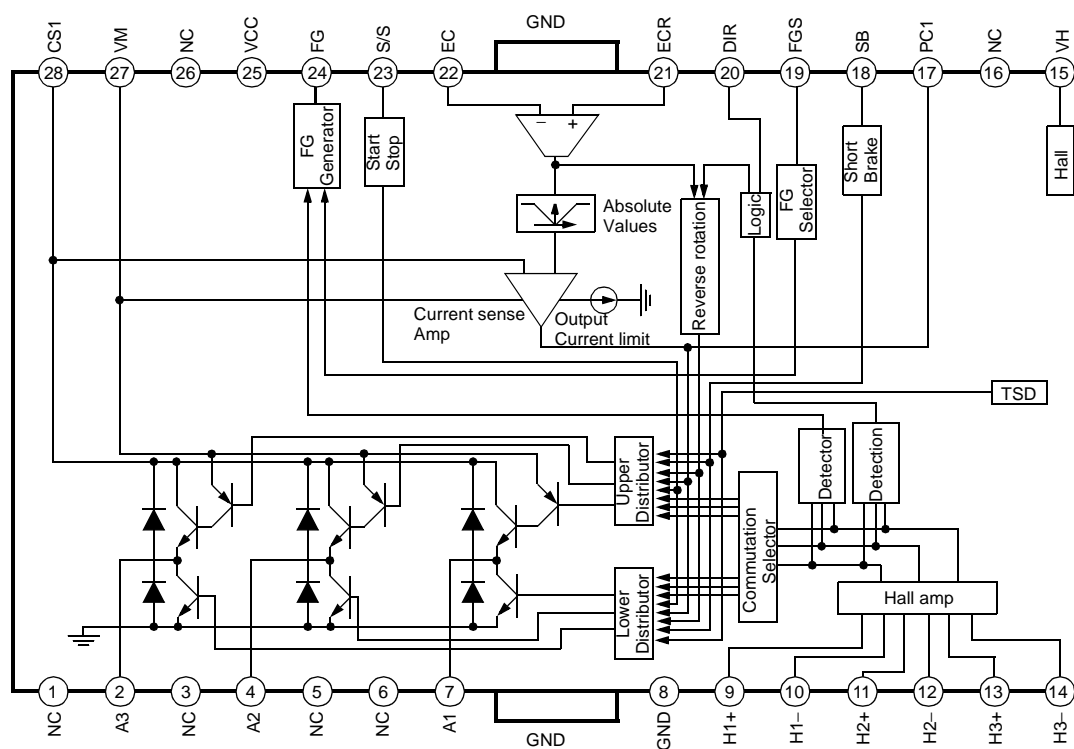 CS1
VM
NC
VCC
FG
S/S
EC
GND
ECR
DIR
FGS
SB
PC1
NC
VH
28
27
26
25
24
23
22
21
20
19
18
17
16
15
FG
Generator
Start
Stop
− +
Absolute
Values
Reverse rotation
Logic
FG
Selector
Short
Brake
Hall
Current sense
Amp
Output
Current limit
TSD
Upper
Distributor
Detector
Detection
Commutation
Selector
Lower
Distributor
Hall amp
1
2
3
4
5
6
7
8
9
10
11
12
13
14
NC
A3
NC
A2
NC
NC
A1
GND
GND
H1+
H1−
H2+
H2−
H3+
H3−